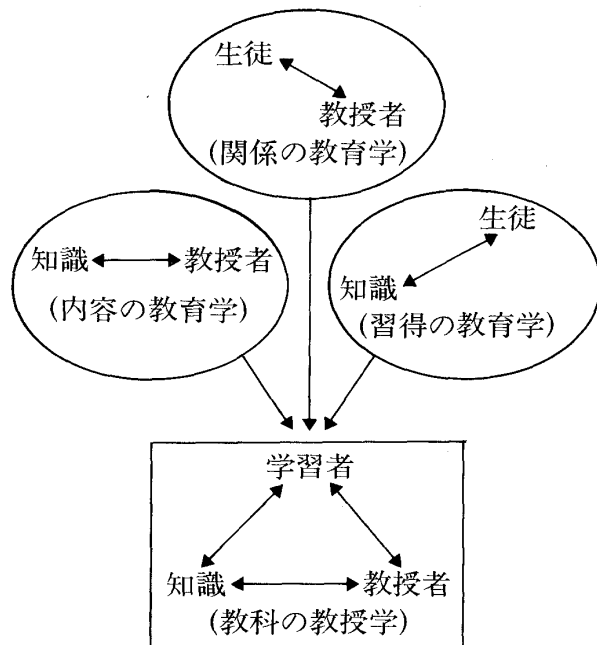 生徒
教授者
(関係の教育学)
知識 教授者
(内容の教育学)
生徒
知識
(習得の教育学)
学習者
知識 教授者
(教科の教授学)